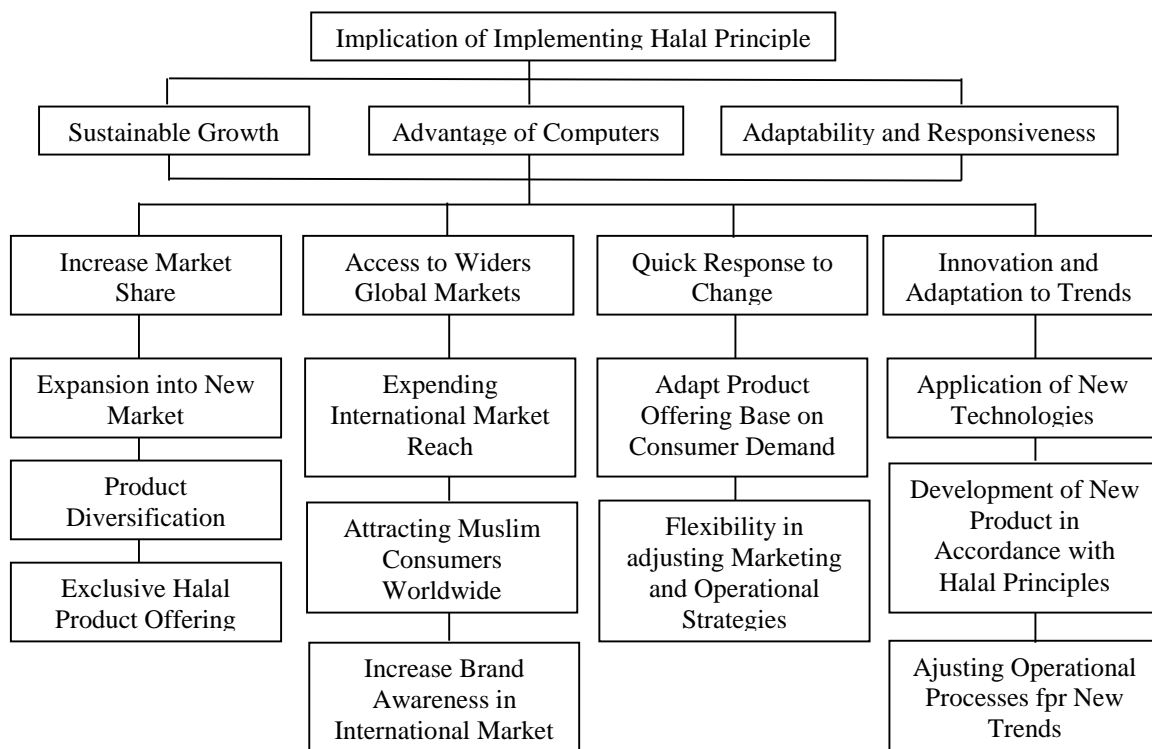 Implication of Implementing Halal Principle
Sustainable Growth
Advantage of Computers
Adaptability and Responsiveness
Increase Market
Share
Access to Widers
Global Markets
Quick Response to
Change
Innovation and
Adaptation to Trends
Expansion into New
Market
Expending
International Market
Reach
Adapt Product
Offering Base on
Consumer Demand
Application of New
Technologies
Product
Diversification
Attracting Muslim
Consumers
Worldwide
Flexibility in
adjusting Marketing
and Operational
Strategies
Development of New
Product in
Accordance with
Halal Principles
Exclusive Halal
Product Offering
Increase Brand
Awareness in
International Market
Ajusting Operational
Processes fpr New
Trends